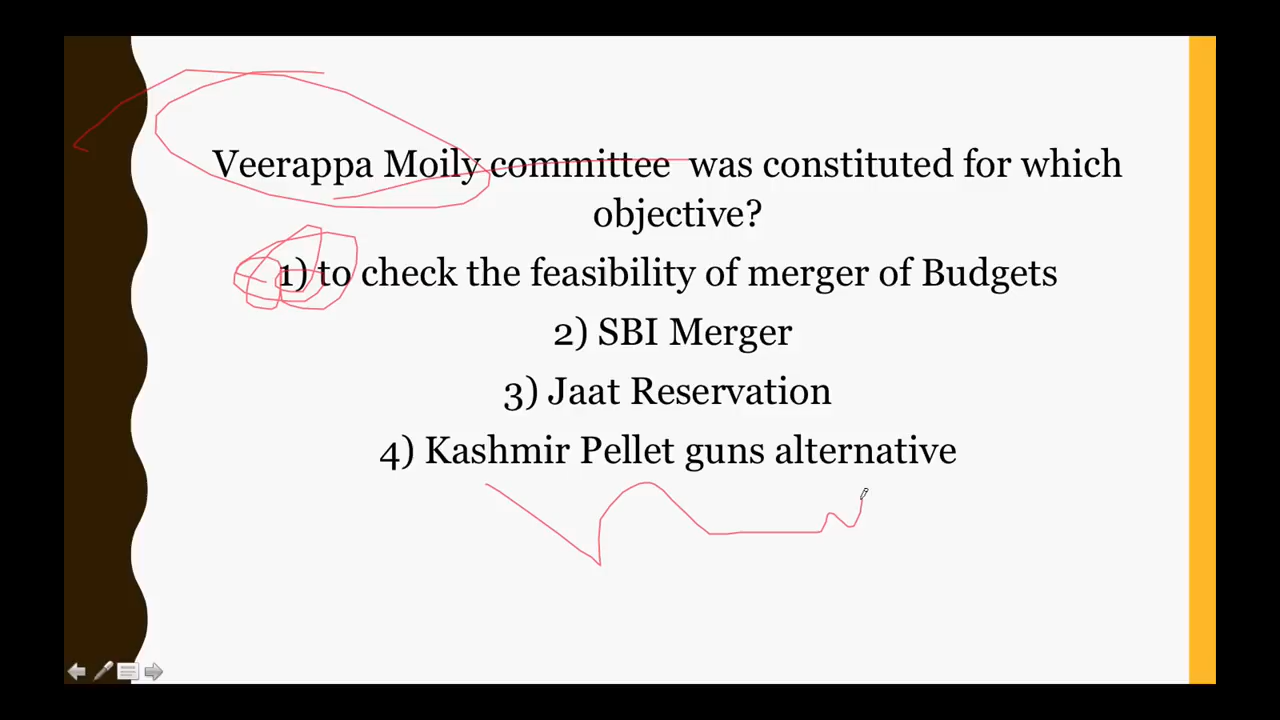 Veerappa Moily committee was constituted for which
objective?
1) to check the feasibility of merger of Budgets
2) SBI Merger
3) Jaat Reservation
4) Kashmir Pellet guns alternative